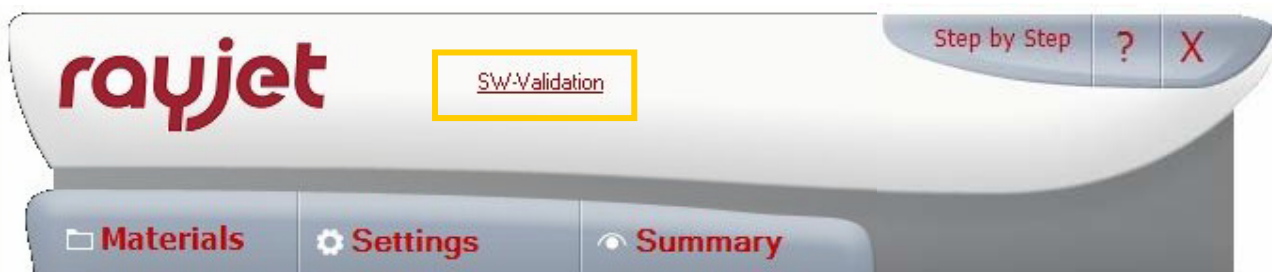 rayjet
SW-Validation
Step by Step
?
X
Materials
Settings
Summary